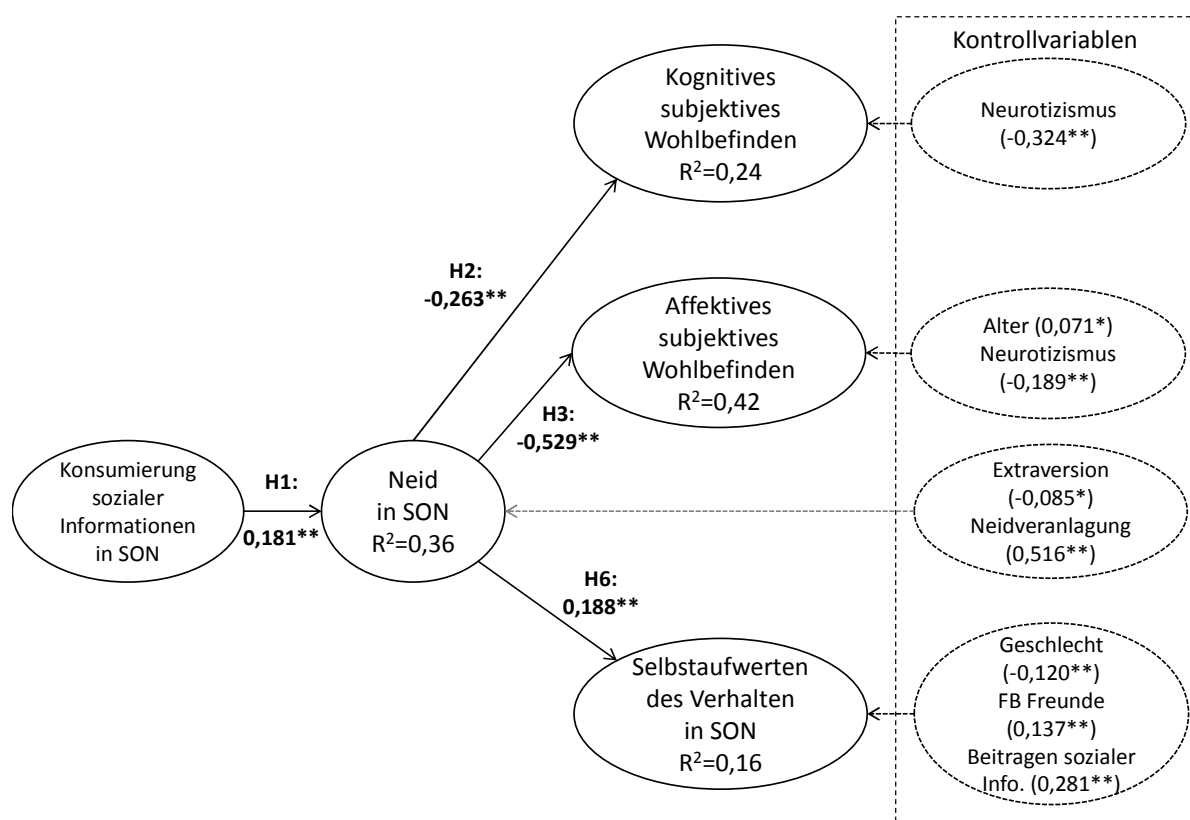 Kontrollvariablen
Kognitives
subjektives
Wohlbefinden
R²=0,24
Neurotizismus
(-0,324**)
H2:
-0,263**
Affektives
subjektives
Wohlbefinden
R²=0,42
Alter (0,071*)
Neurotizismus
(-0,189**)
H3:
-0,529**
Konsumierung
sozialer
Informationen
in SON
H1:
0,181**
Neid
in SON
R²=0,36
Extraversion
(-0,085*)
Neidveranlagung
(0,516**)
H6:
0,188**
Selbstaufwerten
des Verhalten
in SON
R²=0,16
Geschlecht
(-0,120**)
FB Freunde
(0,137**)
Beitragen sozialer
Info. (0,281**)